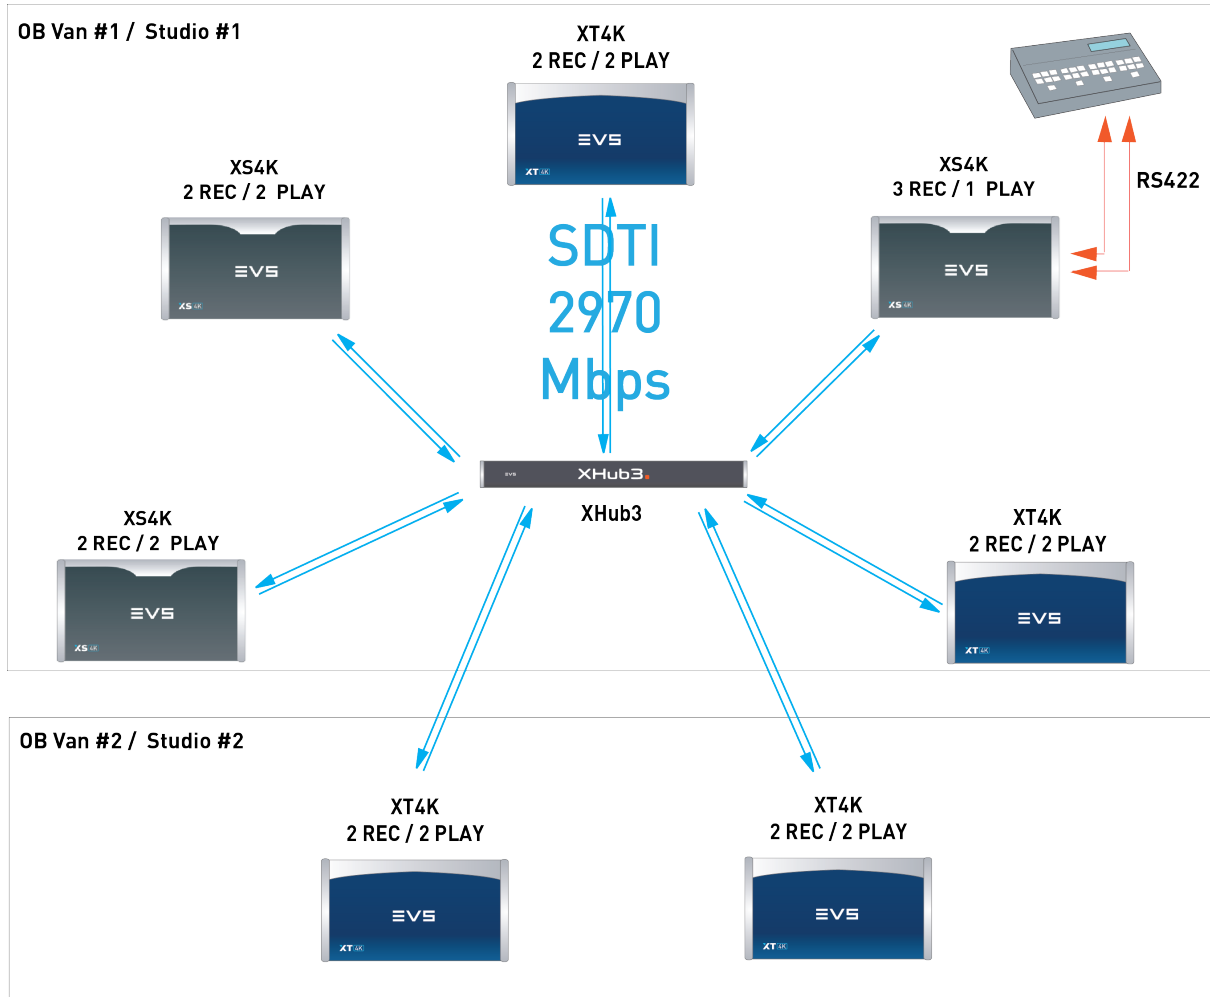 OB Van #1 / Studio #1
XT4K
2 REC / 2 PLAY
EVS
XT 4K
XS4K
2 REC / 2 PLAY
EVS
XS 4K
SDTI
2970
Mbps
XS4K
3 REC / 1 PLAY
EVS
XS 4K
RS422
EVS XHub3.
XHub3
XS4K
2 REC / 2 PLAY
EVS
XS 4K
XT4K
2 REC / 2 PLAY
EVS
XT 4K
OB Van #2 / Studio #2
XT4K
2 REC / 2 PLAY
EVS
XT 4K
XT4K
2 REC / 2 PLAY
EVS
XT 4K